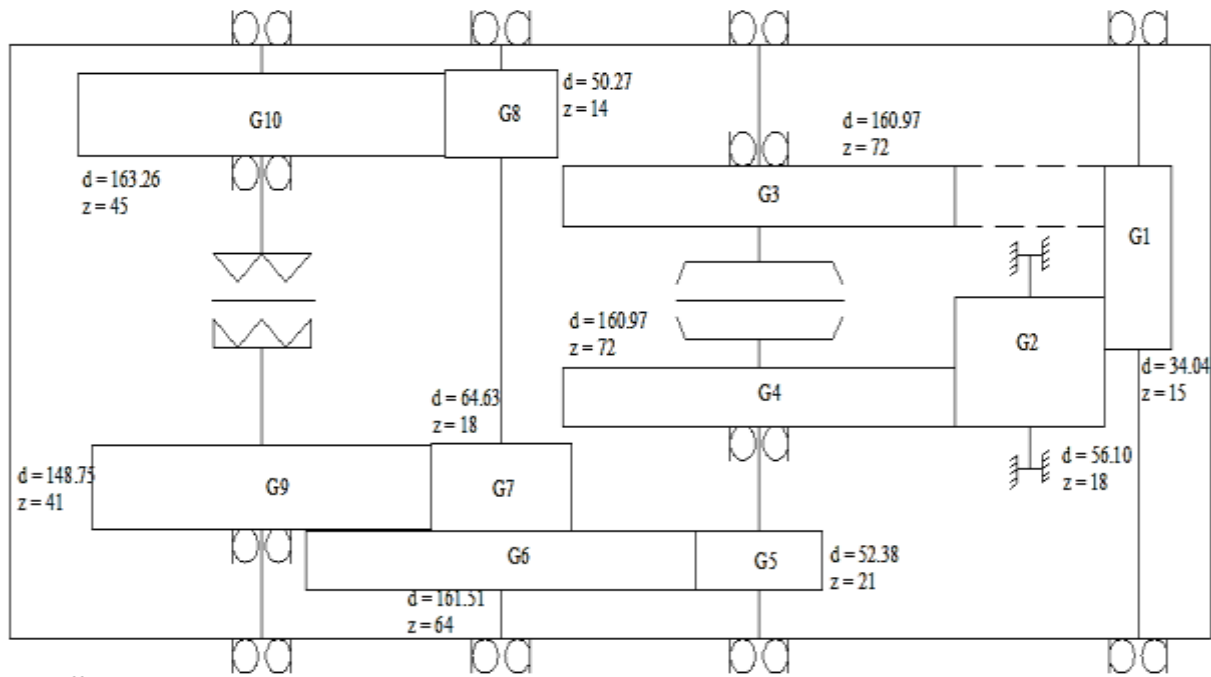 d = 50.27
z = 14
G10
G8
d = 160.97
z = 72
d = 163.26
z = 45
G3
G1
d = 160.97
z = 72
G2
d = 34.04
z = 15
d = 64.63
z = 18
G4
d = 148.75
z = 41
G9
G7
d = 56.10
z = 18
G6
G5
d = 52.38
z = 21
d = 161.51
z = 64